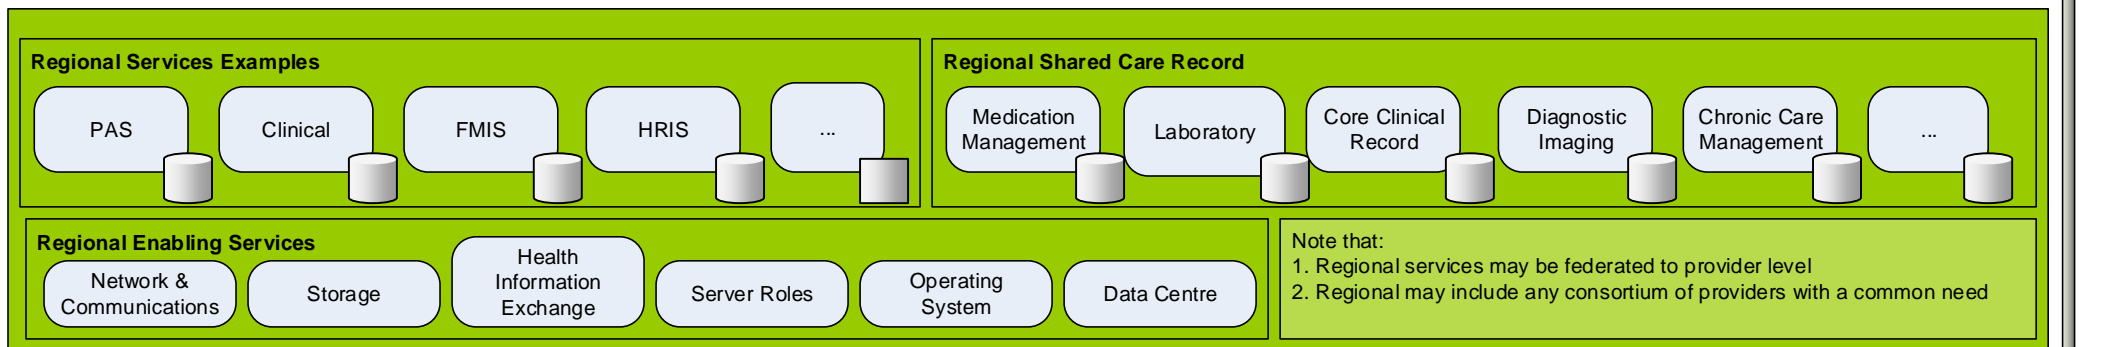 Regional Services Examples
PAS
Clinical
FMIS
HRIS
...
Regional Shared Care Record
Medication
Management
Laboratory
Core Clinical
Record
Diagnostic
Imaging
Chronic Care
Management
...
Regional Enabling Services
Network &
Communications
Storage
Health
Information
Exchange
Server Roles
Operating
System
Data Centre
Note that:
1. Regional services may be federated to provider level
2. Regional may include any consortium of providers with a common need